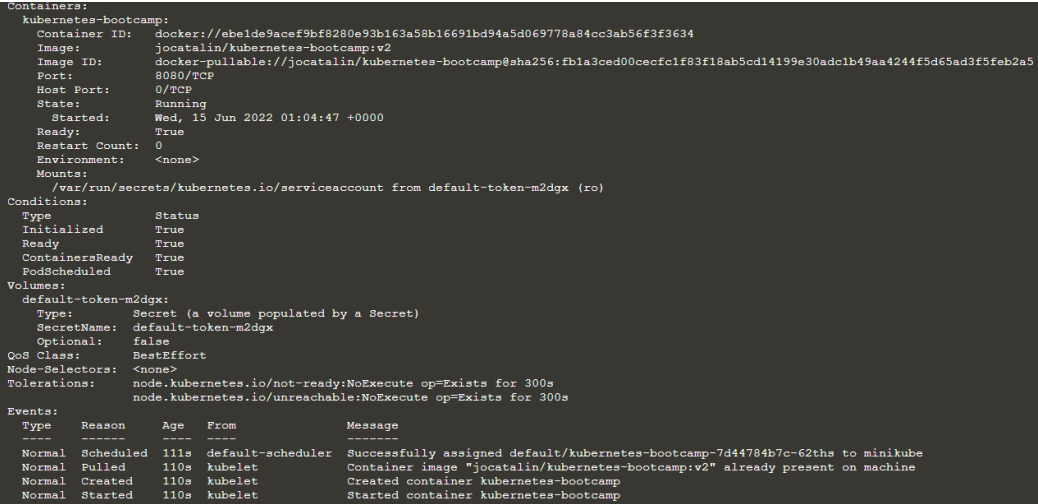 Containers:
  kubernetes-bootcamp:
    Container ID:   docker://ebe1de9acef9bf8280e93b163a58b16691bd94a5d069778a84cc3ab56f3f3634
    Image:          jocatalin/kubernetes-bootcamp:v2
    Image ID:       docker-pullable://jocatalin/kubernetes-bootcamp@sha256:fb1a3ced00cecfc1f83f18ab5cd14199e30adc1b49aa4244f5d65ad3f5feb2a5
    Port:           8080/TCP
    Host Port:      0/TCP
    State:          Running
      Started:      Wed, 15 Jun 2022 01:04:47 +0000
    Ready:          True
    Restart Count:  0
    Environment:    <none>
    Mounts:
      /var/run/secrets/kubernetes.io/serviceaccount from default-token-m2dgx (ro)
Conditions:
  Type              Status
  Initialized       True
  Ready             True
  ContainersReady   True
  PodScheduled      True
Volumes:
  default-token-m2dgx:
    Type:        Secret (a volume populated by a Secret)
    SecretName:  default-token-m2dgx
    Optional:    false
QoS Class:       BestEffort
Node-Selectors:  <none>
Tolerations:     node.kubernetes.io/not-ready:NoExecute op=Exists for 300s
                 node.kubernetes.io/unreachable:NoExecute op=Exists for 300s
Events:
  Type    Reason     Age   From               Message
  ----    ------     ----  ----               -------
  Normal  Scheduled  111s  default-scheduler  Successfully assigned default/kubernetes-bootcamp-7d44784b7c-62ths to minikube
  Normal  Pulled     110s  kubelet            Container image "jocatalin/kubernetes-bootcamp:v2" already present on machine
  Normal  Created    110s  kubelet            Created container kubernetes-bootcamp
  Normal  Started    110s  kubelet            Started container kubernetes-bootcamp